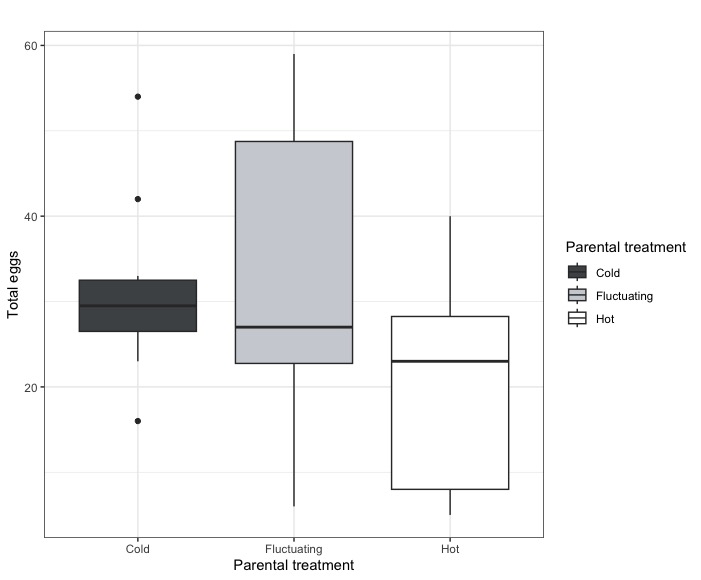 60
40
20
Total eggs
Cold
Fluctuating
Hot
Parental treatment
Parental treatment
Cold
Fluctuating
Hot